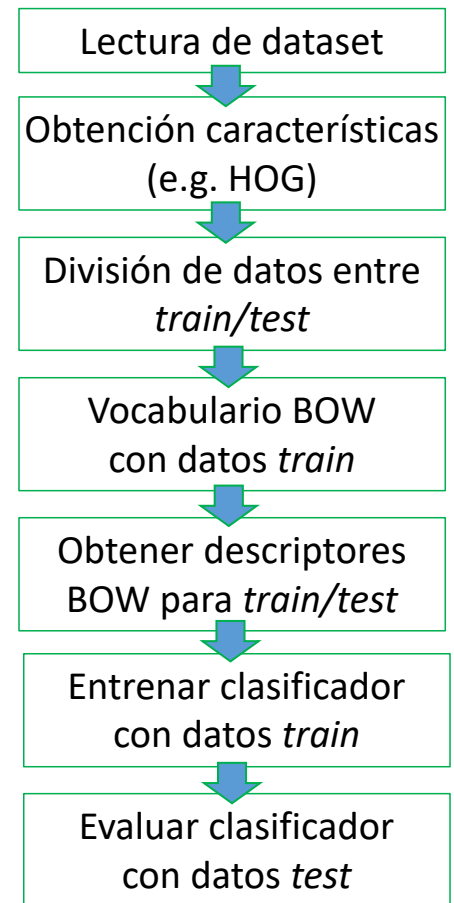 Lectura de dataset
Obtención características
(e.g. HOG)
División de datos entre
train/test
Vocabulario BOW
con datos train
Obtener descriptores
BOW para train/test
Entrenar clasificador
con datos train
Evaluar clasificador
con datos test